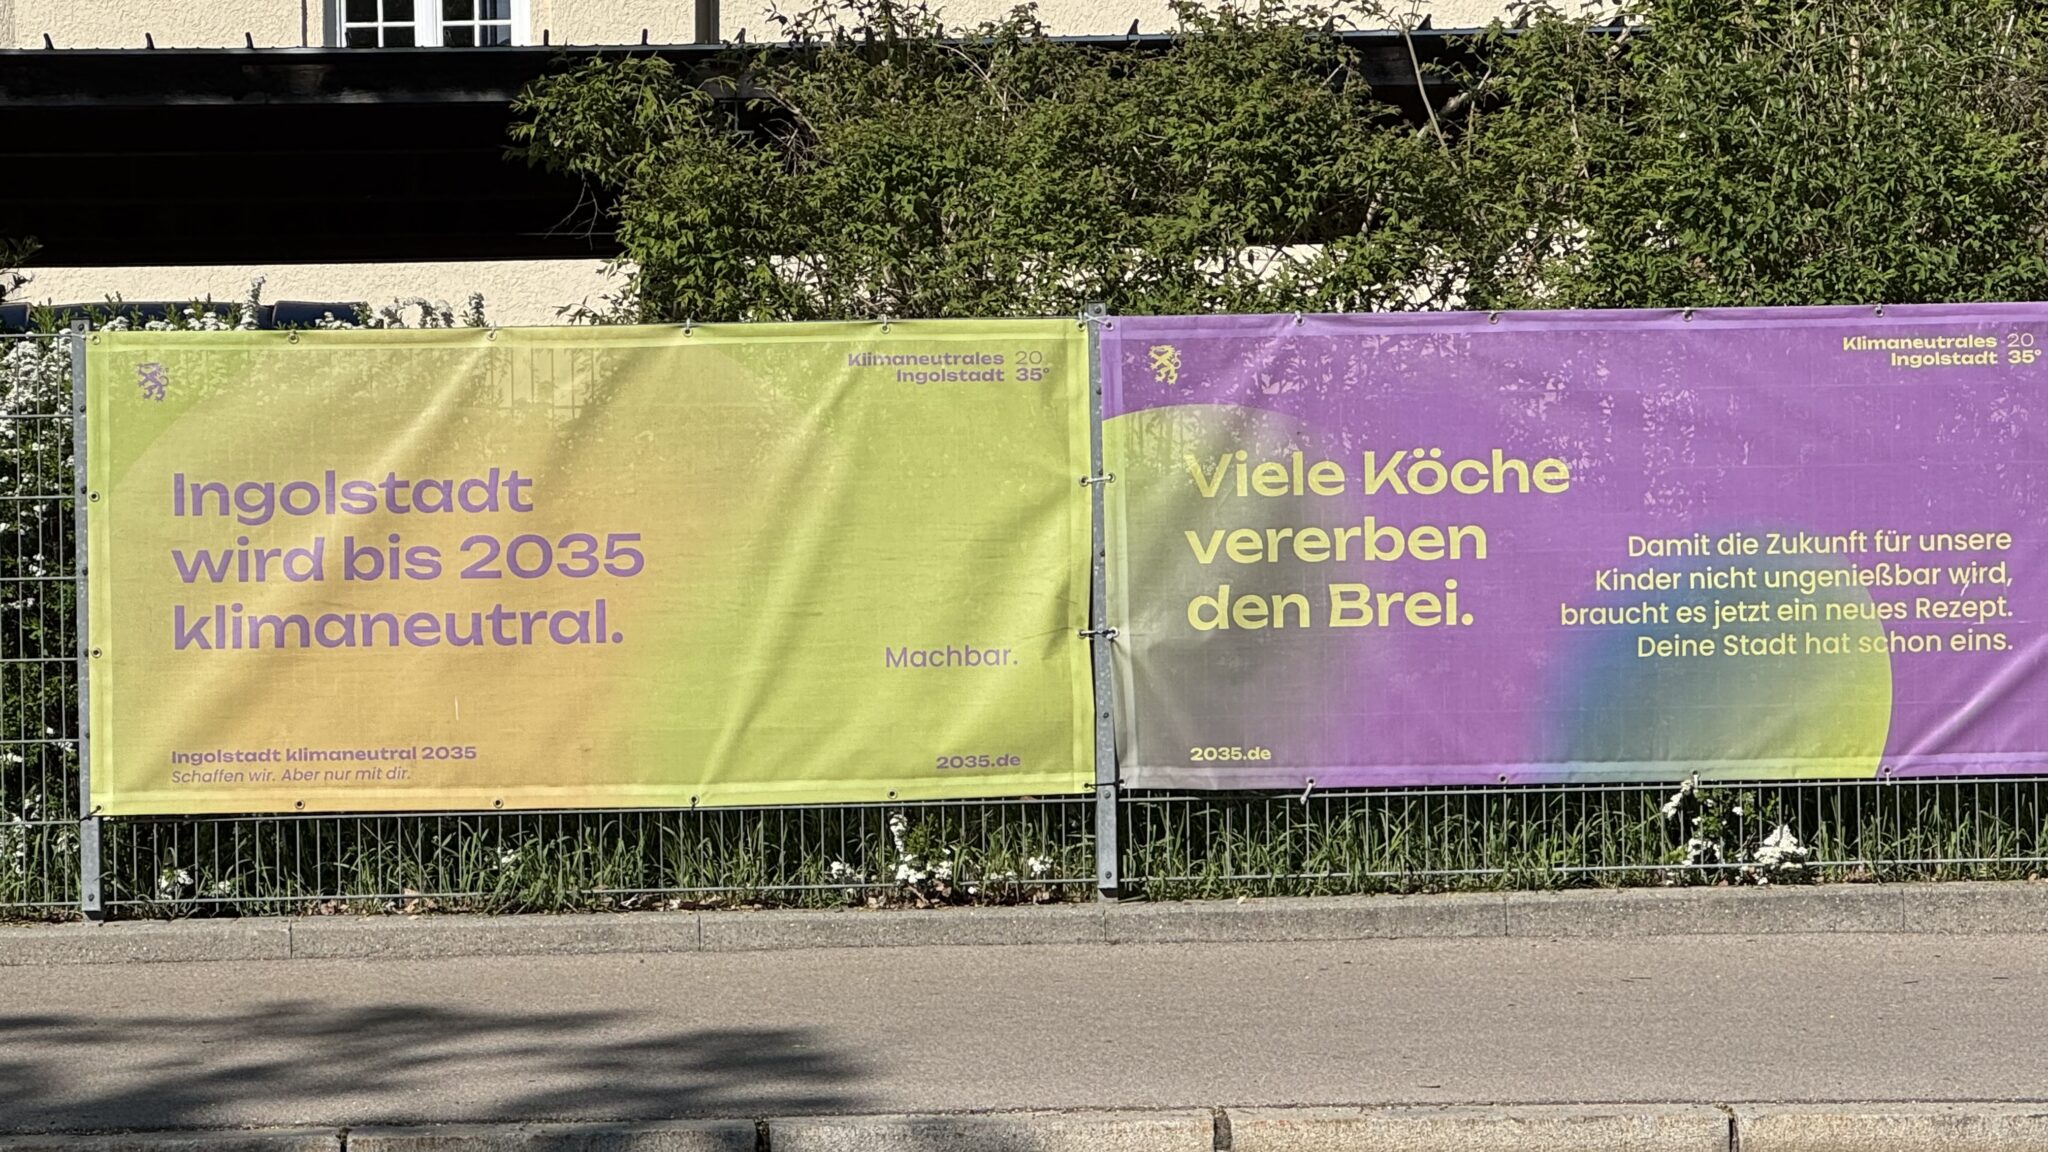 Klimaneutrales 20
Ingolstadt 35°
Ingolstadt
wird bis 2035
klimaneutral.
Machbar.
Ingolstadt klimaneutral 2035
Schaffen wir. Aber nur mit dir.
2035.de
Klimaneutrales 20
Ingolstadt 35°
Viele Köche
vererben
den Brei.
Damit die Zukunft für unsere
Kinder nicht ungenießbar wird,
braucht es jetzt ein neues Rezept.
Deine Stadt hat schon eins.
2035.de